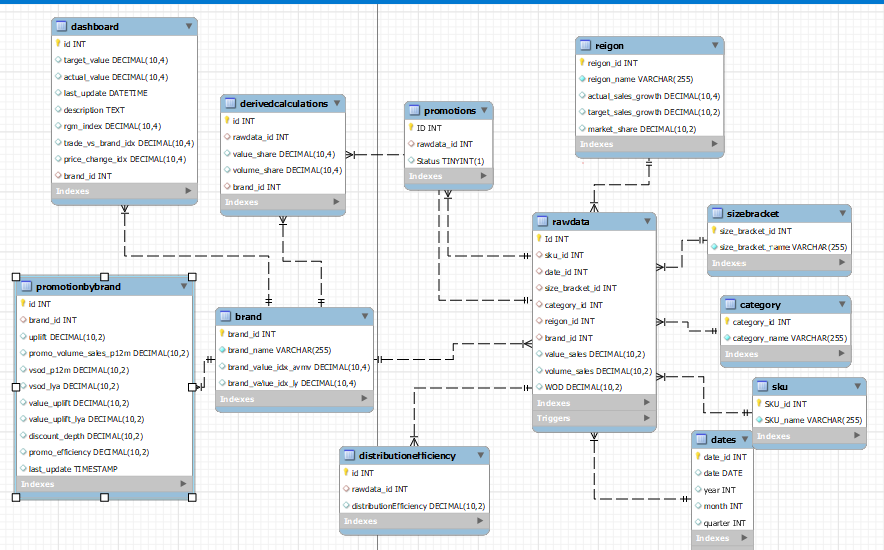 dashboard
id INT
target_value DECIMAL(10,4)
actual_value DECIMAL(10,4)
last_update DATETIME
description TEXT
rgm_index DECIMAL(10,4)
trade_vs_brand_idx DECIMAL(10,4)
price_change_idx DECIMAL(10,4)
brand_id INT
Indexes
derivedcalculations
id INT
rawdata_id INT
value_share DECIMAL(10,4)
volume_share DECIMAL(10,4)
brand_id INT
Indexes
promotions
ID INT
rawdata_id INT
Status TINYINT(1)
Indexes
reigon
reigon_id INT
reigon_name VARCHAR(255)
actual_sales_growth DECIMAL(10,4)
target_sales_growth DECIMAL(10,2)
market_share DECIMAL(10,2)
Indexes
promotionbybrand
id INT
brand_id INT
uplift DECIMAL(10,2)
promo_volume_sales_p12m DECIMAL(10,2)
vsod_p12m DECIMAL(10,2)
vsod_lya DECIMAL(10,2)
value_uplift DECIMAL(10,2)
value_uplift_lya DECIMAL(10,2)
discount_depth DECIMAL(10,2)
promo_efficiency DECIMAL(10,2)
last_update TIMESTAMP
Indexes
brand
brand_id INT
brand_name VARCHAR(255)
brand_value_idx_avmv DECIMAL(10,4)
brand_value_idx_ly DECIMAL(10,4)
Indexes
rawdata
Id INT
sku_id INT
date_id INT
size_bracket_id INT
category_id INT
reigon_id INT
brand_id INT
value_sales DECIMAL(10,2)
volume_sales DECIMAL(10,2)
WOD DECIMAL(10,2)
Indexes
Triggers
sizebracket
size_bracket_id INT
size_bracket_name VARCHAR(255)
Indexes
category
category_id INT
category_name VARCHAR(255)
Indexes
sku
SKU_id INT
SKU_name VARCHAR(255)
Indexes
distributionefficiency
id INT
rawdata_id INT
distributionEfficiency DECIMAL(10,2)
Indexes
dates
date_id INT
date DATE
year INT
month INT
quarter INT
Indexes